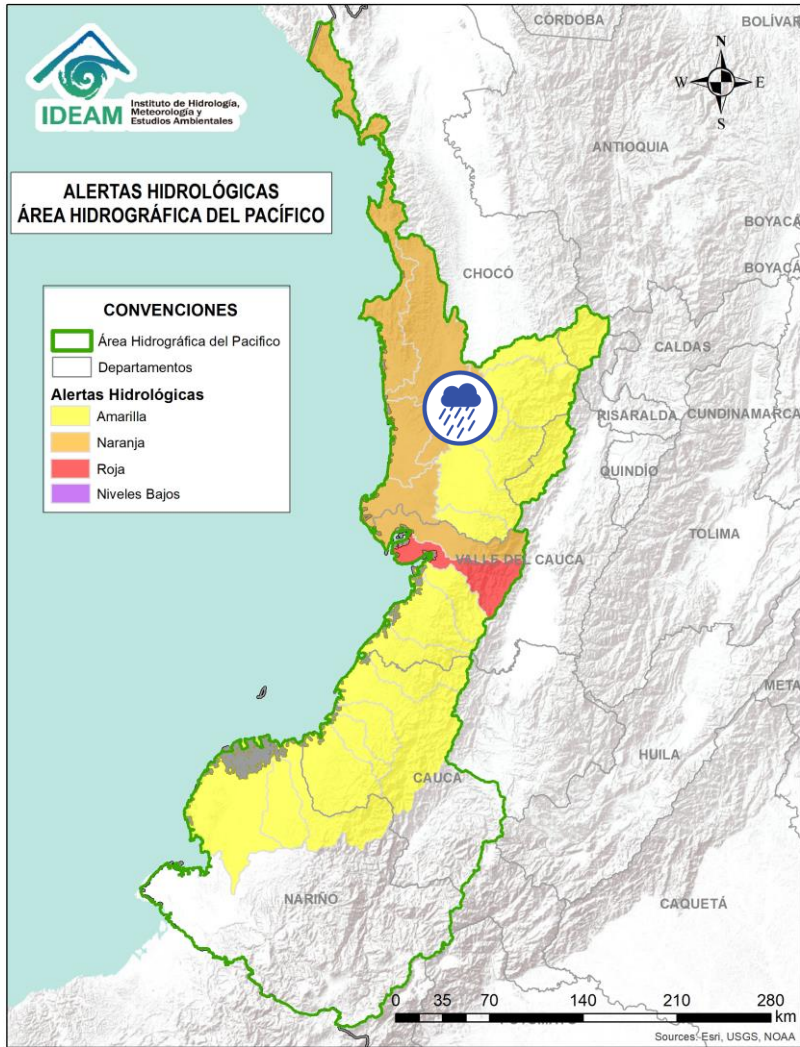 CÓRDOBA
BOLÍVAR
N
W E
S
IDEAM
Instituto de Hidrología,
Meteorología y
Estudios Ambientales
ANTIOQUIA
ALERTAS HIDROLÓGICAS
ÁREA HIDROGRÁFICA DEL PACÍFICO
BOYACÁ
CHOCÓ
BOYACÁ
CONVENCIONES
Área Hidrográfica del Pacifico
Departamentos
Alertas Hidrológicas
Amarilla
Naranja
Roja
Niveles Bajos
CALDAS
RISARALDA
CUNDINAMARCA
QUINDÍO
TOLIMA
VALLE DEL CAUCA
META
HUILA
CAUCA
NARIÑO
CAQUETÁ
0 35 70 140 210 280
km
Sources: Esri, USGS, NOAA